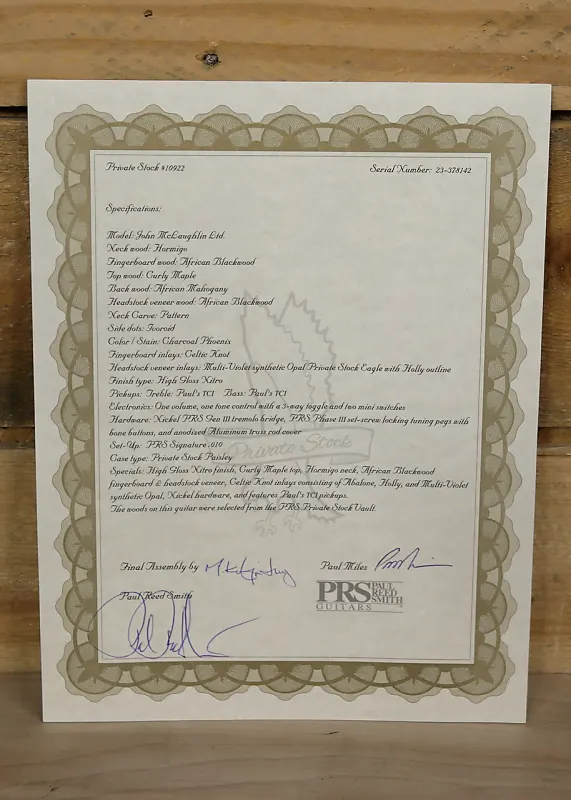 Private Stock #10922
Serial Number: 23-378142
Specifications:
Model: John McLaughlin Ltd.
Neck wood: Hormigo
Fingerboard wood: African Blackwood
Top wood: Curly Maple
Back wood: African Mahogany
Headstock veneer wood: African Blackwood
Neck Carve: Pattern
Side dots: Ivoroid
Color / Stain: Charcoal Phoenix
Fingerboard inlays: Celtic Knot
Headstock veneer inlays: Multi-Violet synthetic Opal Private Stock Eagle with Holly outline
Finish type: High Gloss Nitro
Pickups: Treble: Paul's TCI Bass: Paul's TCI
Electronics: One volume, one tone control with a 3-way toggle and two mini switches
Hardware: Nickel PRS Gen III tremolo bridge, PRS Phase III set-screw locking tuning pegs with
bone buttons, and anodized Aluminum truss rod cover
Set-Up: PRS Signature .010
Case type: Private Stock Paisley
Specials: High Gloss Nitro finish, Curly Maple top, Hormigo neck, African Blackwood
fingerboard & headstock veneer, Celtic Knot inlays consisting of Abalone, Holly, and Multi-Violet
synthetic Opal, Nickel hardware, and features Paul's TCI pickups.
The woods on this guitar were selected from the PRS Private Stock Vault.
Private Stock
Final Assembly by
Paul Miles
Paul Reed Smith
PRS PAUL REED SMITH
GUITARS